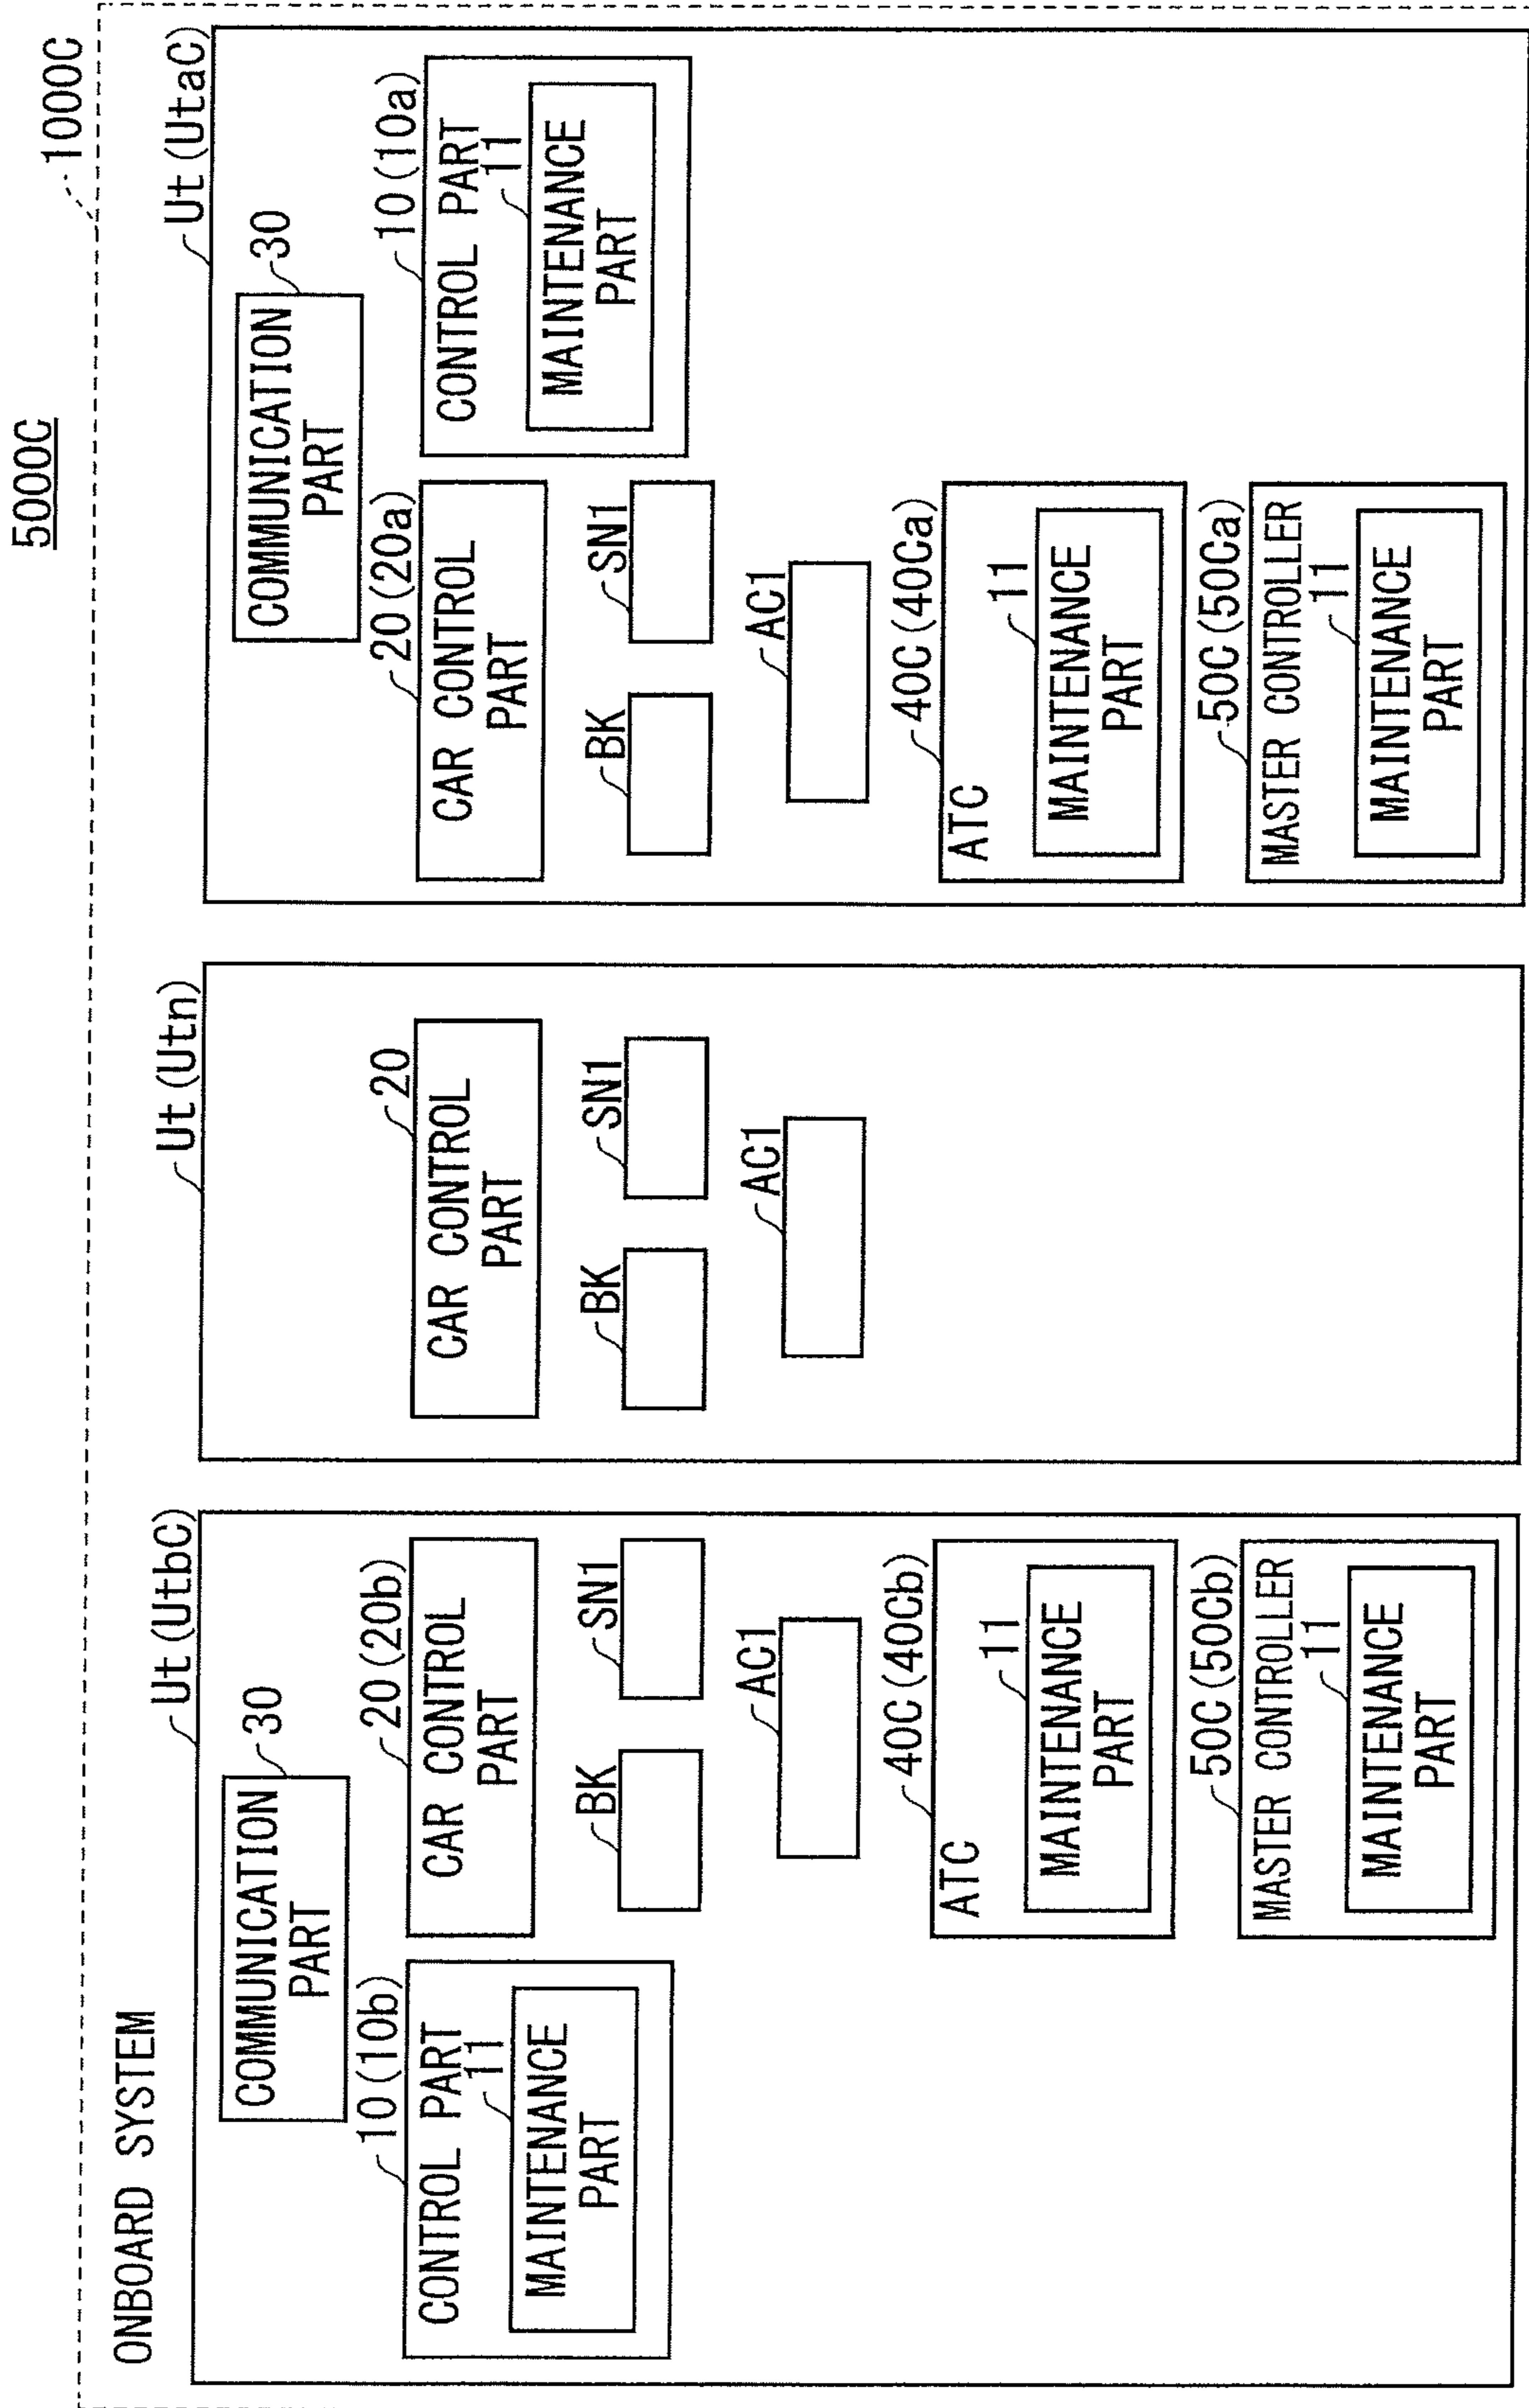 5000C
1000C
ONBOARD SYSTEM
Ut(UtbC)
COMMUNICATION
PART
30
10(10b)
CONTROL PART
11
MAINTENANCE
PART
20(20b)
CAR CONTROL
PART
BK
SN1
AC1
40C(40Cb)
ATC
11
MAINTENANCE
PART
50C(50Cb)
MASTER CONTROLLER
11
MAINTENANCE
PART
Ut(Utn)
20
CAR CONTROL
PART
BK
SN1
AC1
Ut(UtaC)
COMMUNICATION
PART
30
20(20a)
CAR CONTROL
PART
10(10a)
CONTROL PART
11
MAINTENANCE
PART
BK
SN1
AC1
40C(40Ca)
ATC
11
MAINTENANCE
PART
50C(50Ca)
MASTER CONTROLLER
11
MAINTENANCE
PART